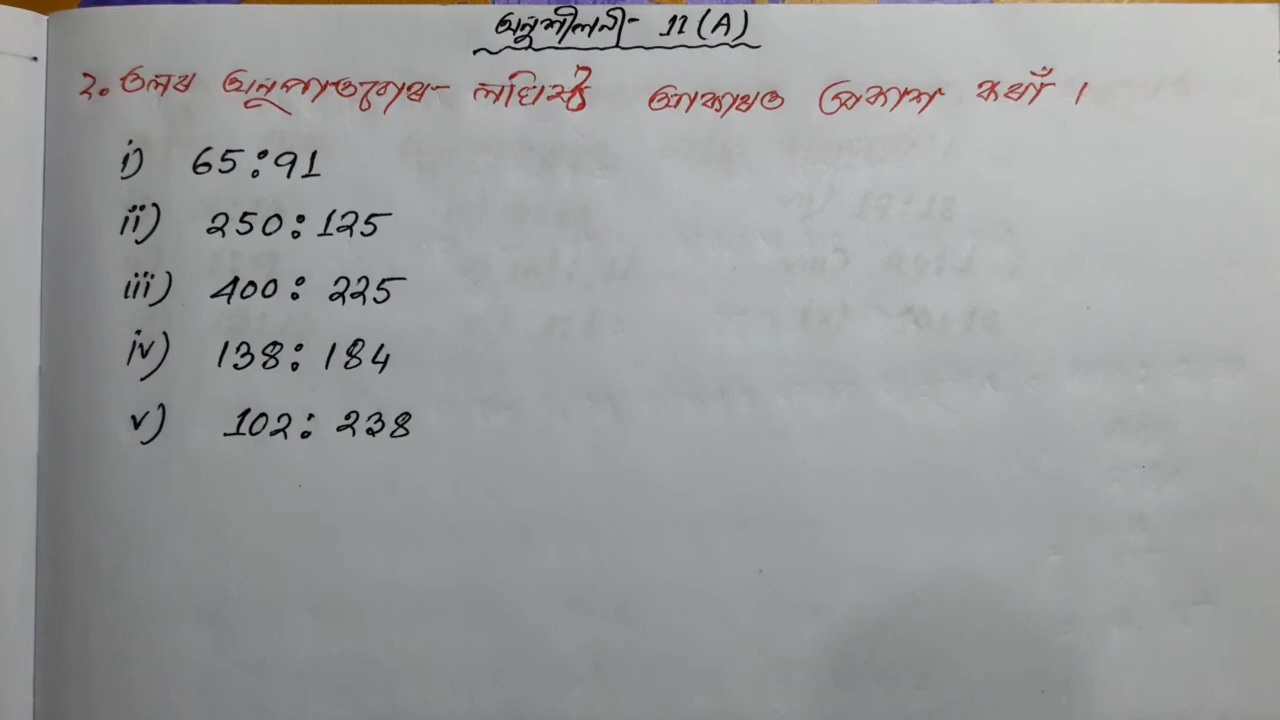 অনুশীলনী- 11(A)
২. তলৰ অনুপাতবোৰ- লঘিষ্ঠ আকাৰত প্ৰকাশ কৰাঁ।
i) 65:91
ii) 250:125
iii) 400: 225
iv) 138: 184
v) 102: 238